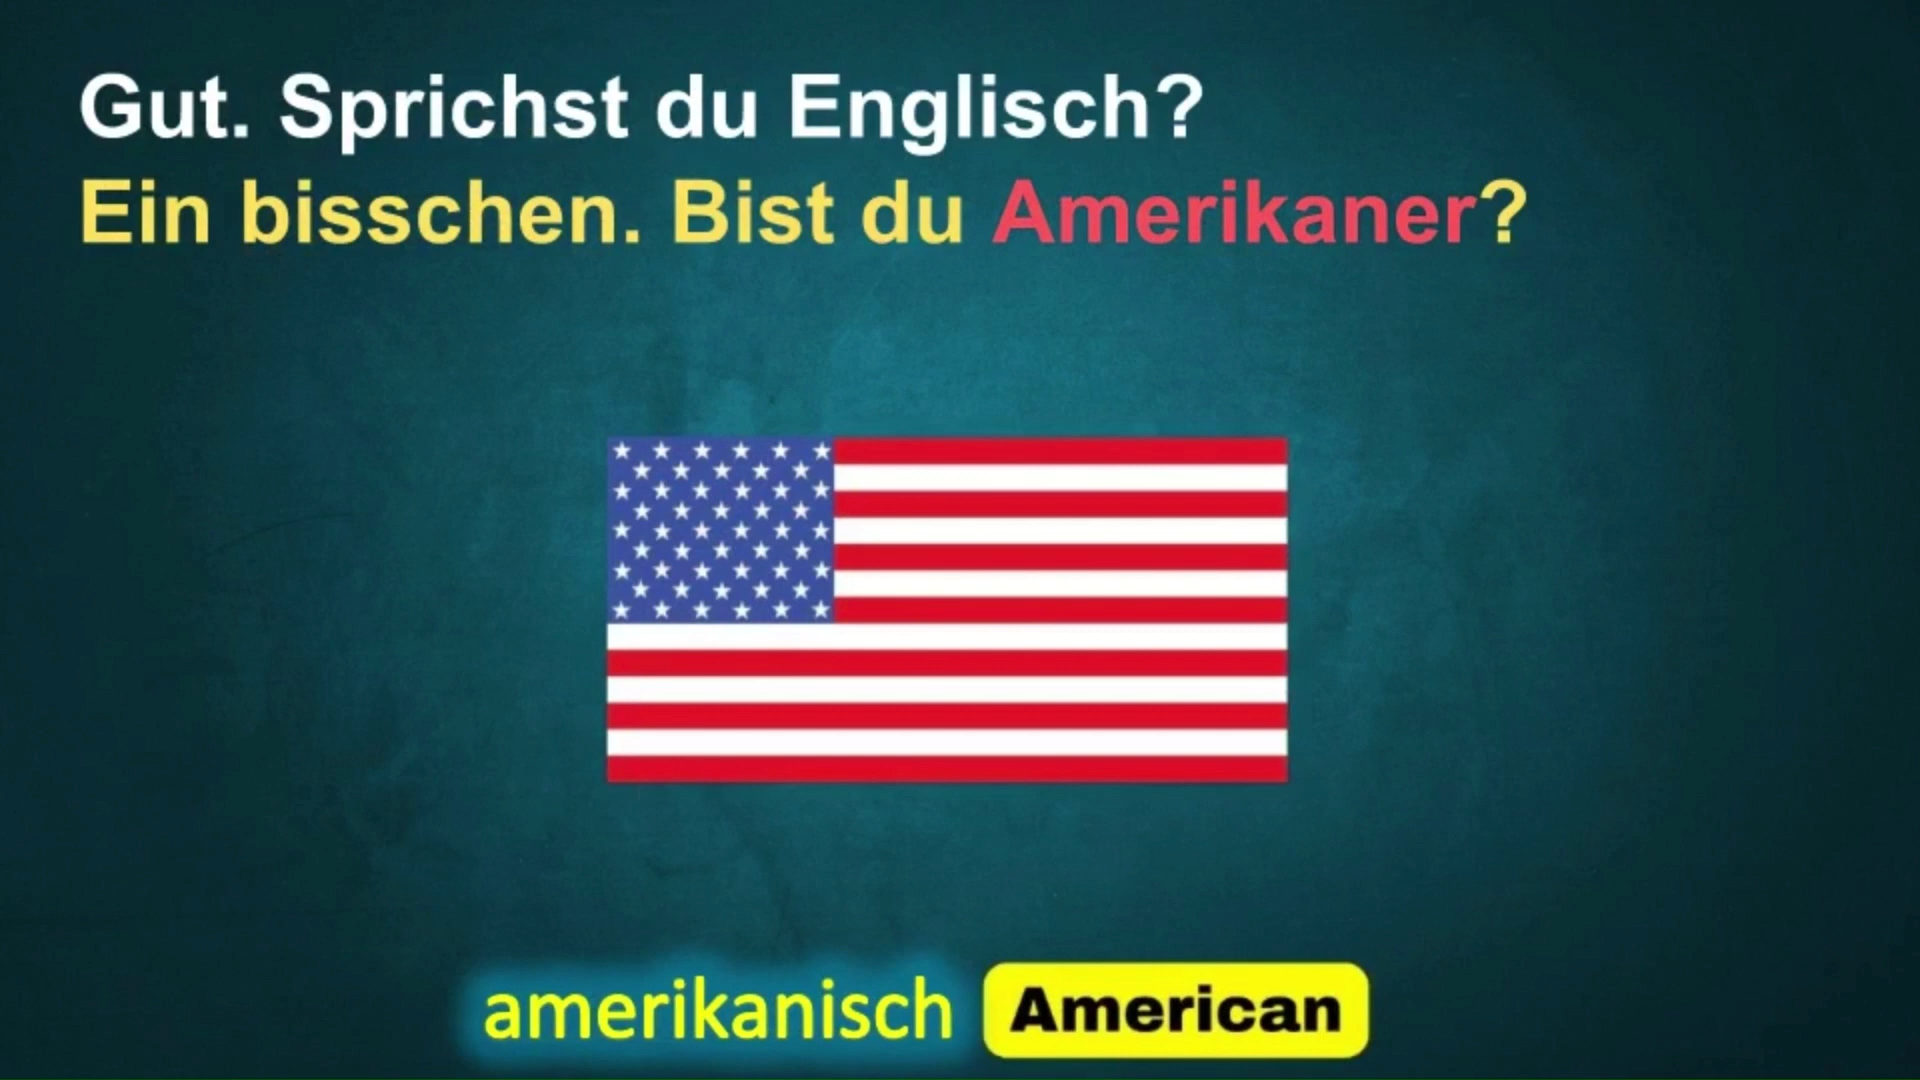 Gut. Sprichst du Englisch?
Ein bisschen. Bist du Amerikaner?
amerikanisch American